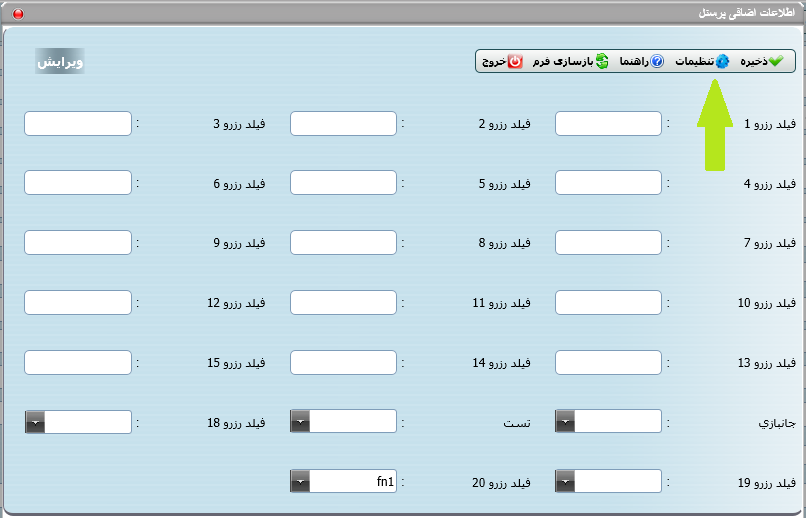 اطلاعات اضافی پرسنل
ذخیره تنظیمات راهنما بازسازی فرم خروج ویرایش
فیلد رزرو 1 : فیلد رزرو 2 : فیلد رزرو 3 :
فیلد رزرو 4 : فیلد رزرو 5 : فیلد رزرو 6 :
فیلد رزرو 7 : فیلد رزرو 8 : فیلد رزرو 9 :
فیلد رزرو 10 : فیلد رزرو 11 : فیلد رزرو 12 :
فیلد رزرو 13 : فیلد رزرو 14 : فیلد رزرو 15 :
جانبازي : تست : فیلد رزرو 18 :
فیلد رزرو 19 : فیلد رزرو 20 : fn1